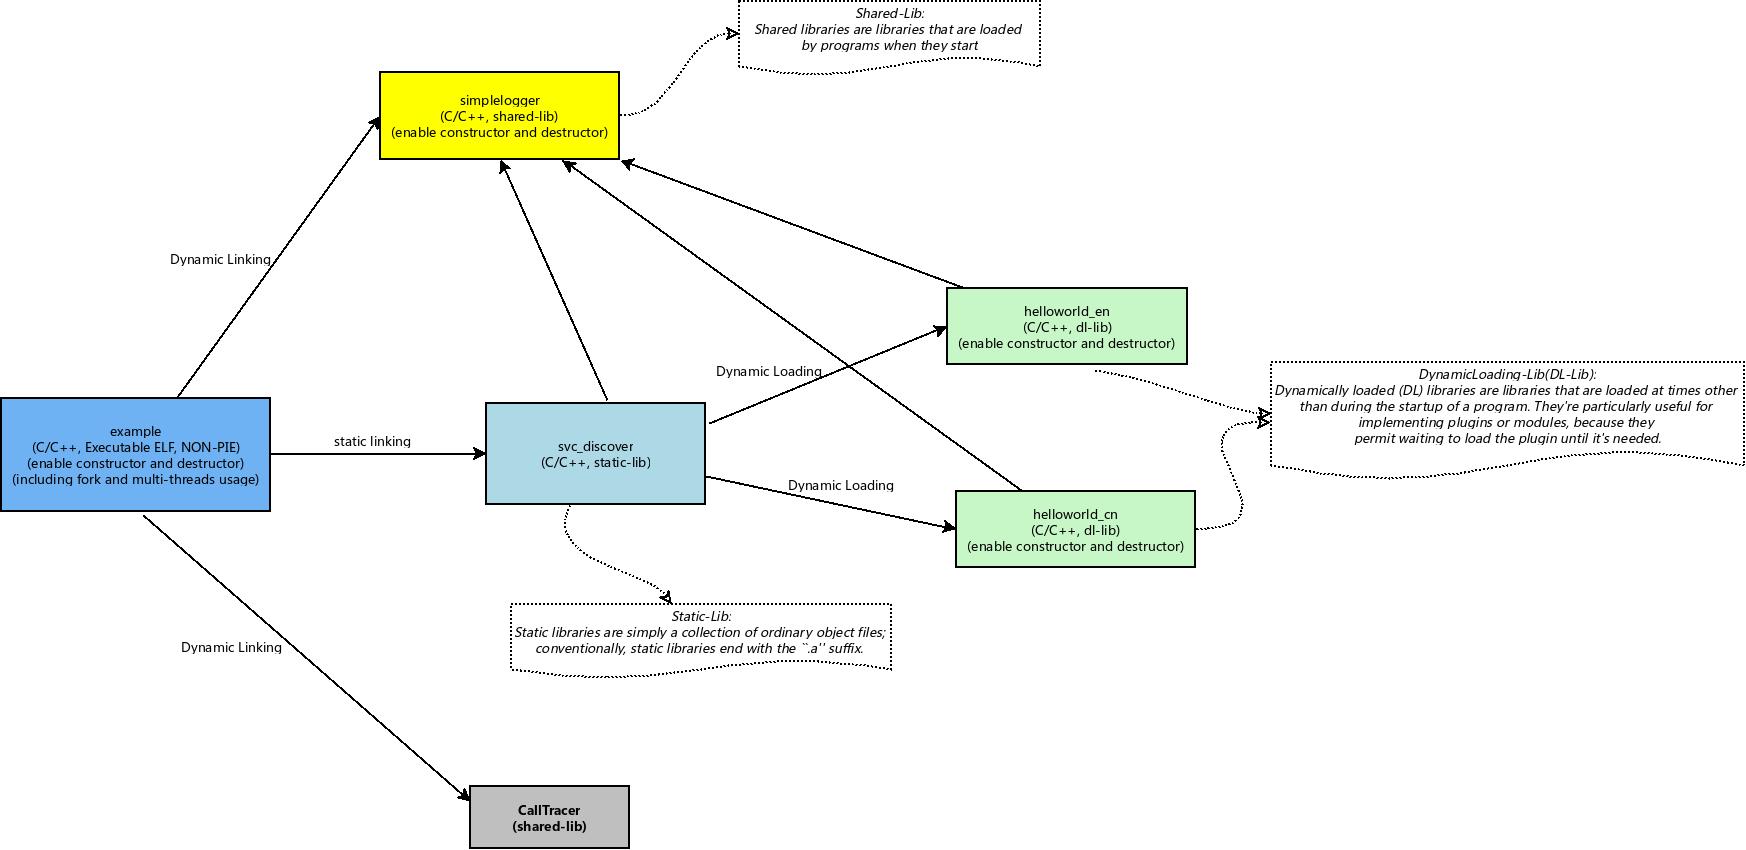 Shared-Lib:
Shared libraries are libraries that are loaded
by programs when they start
simplelogger
(C/C++, shared-lib)
(enable constructor and destructor)
Dynamic Linking
helloworld_en
(C/C++, dl-lib)
(enable constructor and destructor)
Dynamic Loading
DynamicLoading-Lib(DL-Lib):
Dynamically loaded (DL) libraries are libraries that are loaded at times other
than during the startup of a program. They're particularly useful for
implementing plugins or modules, because they
permit waiting to load the plugin until it's needed.
example
(C/C++, Executable ELF, NON-PIE)
(enable constructor and destructor)
(including fork and multi-threads usage)
static linking
svc_discover
(C/C++, static-lib)
Dynamic Loading
helloworld_cn
(C/C++, dl-lib)
(enable constructor and destructor)
Static-Lib:
Static libraries are simply a collection of ordinary object files;
conventionally, static libraries end with the ``.a'' suffix.
Dynamic Linking
CallTracer
(shared-lib)